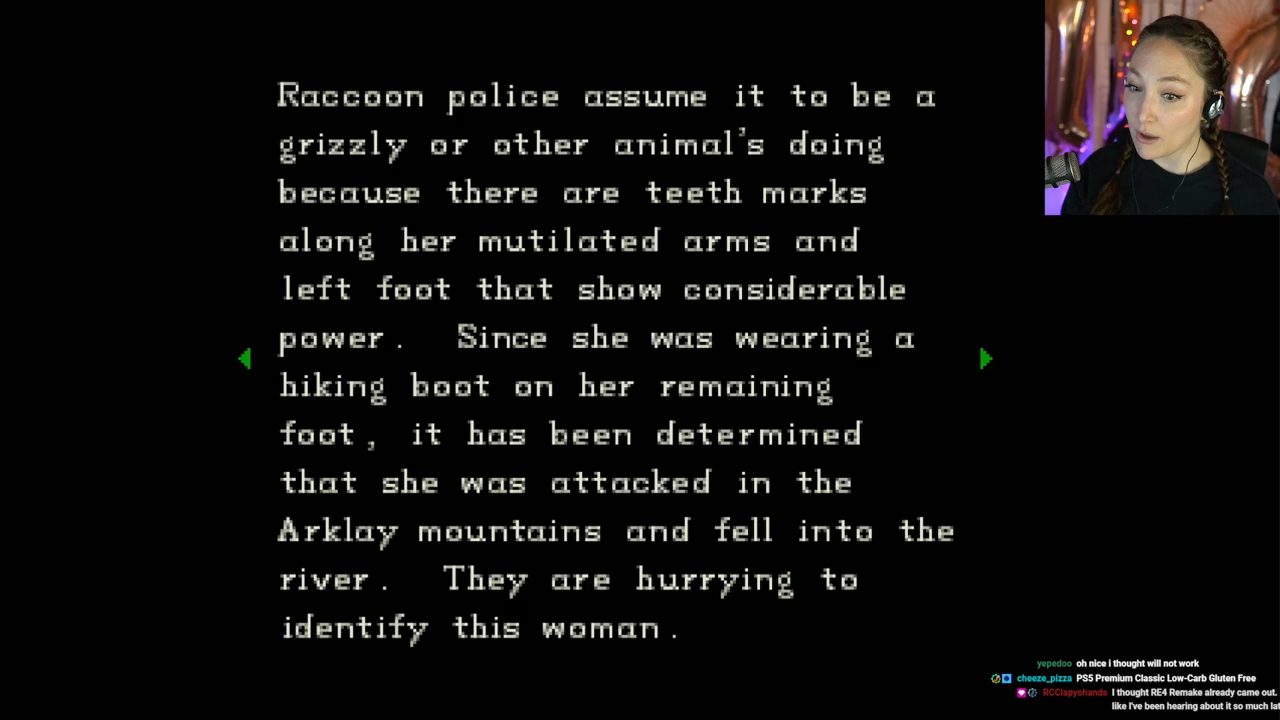 Raccoon police assume it to be a
grizzly or other animal's doing
because there are teeth marks
along her mutilated arms and
left foot that show considerable
power.  Since she was wearing a
hiking boot on her remaining
foot, it has been determined
that she was attacked in the
Arklay mountains and fell into the
river.  They are hurrying to
identify this woman.
yepedoo oh nice i thought will not work
cheeze_pizza PS5 Premium Classic Low-Carb Gluten Free
RCClapyohands I thought RE4 Remake already came out.
like I've been hearing about it so much